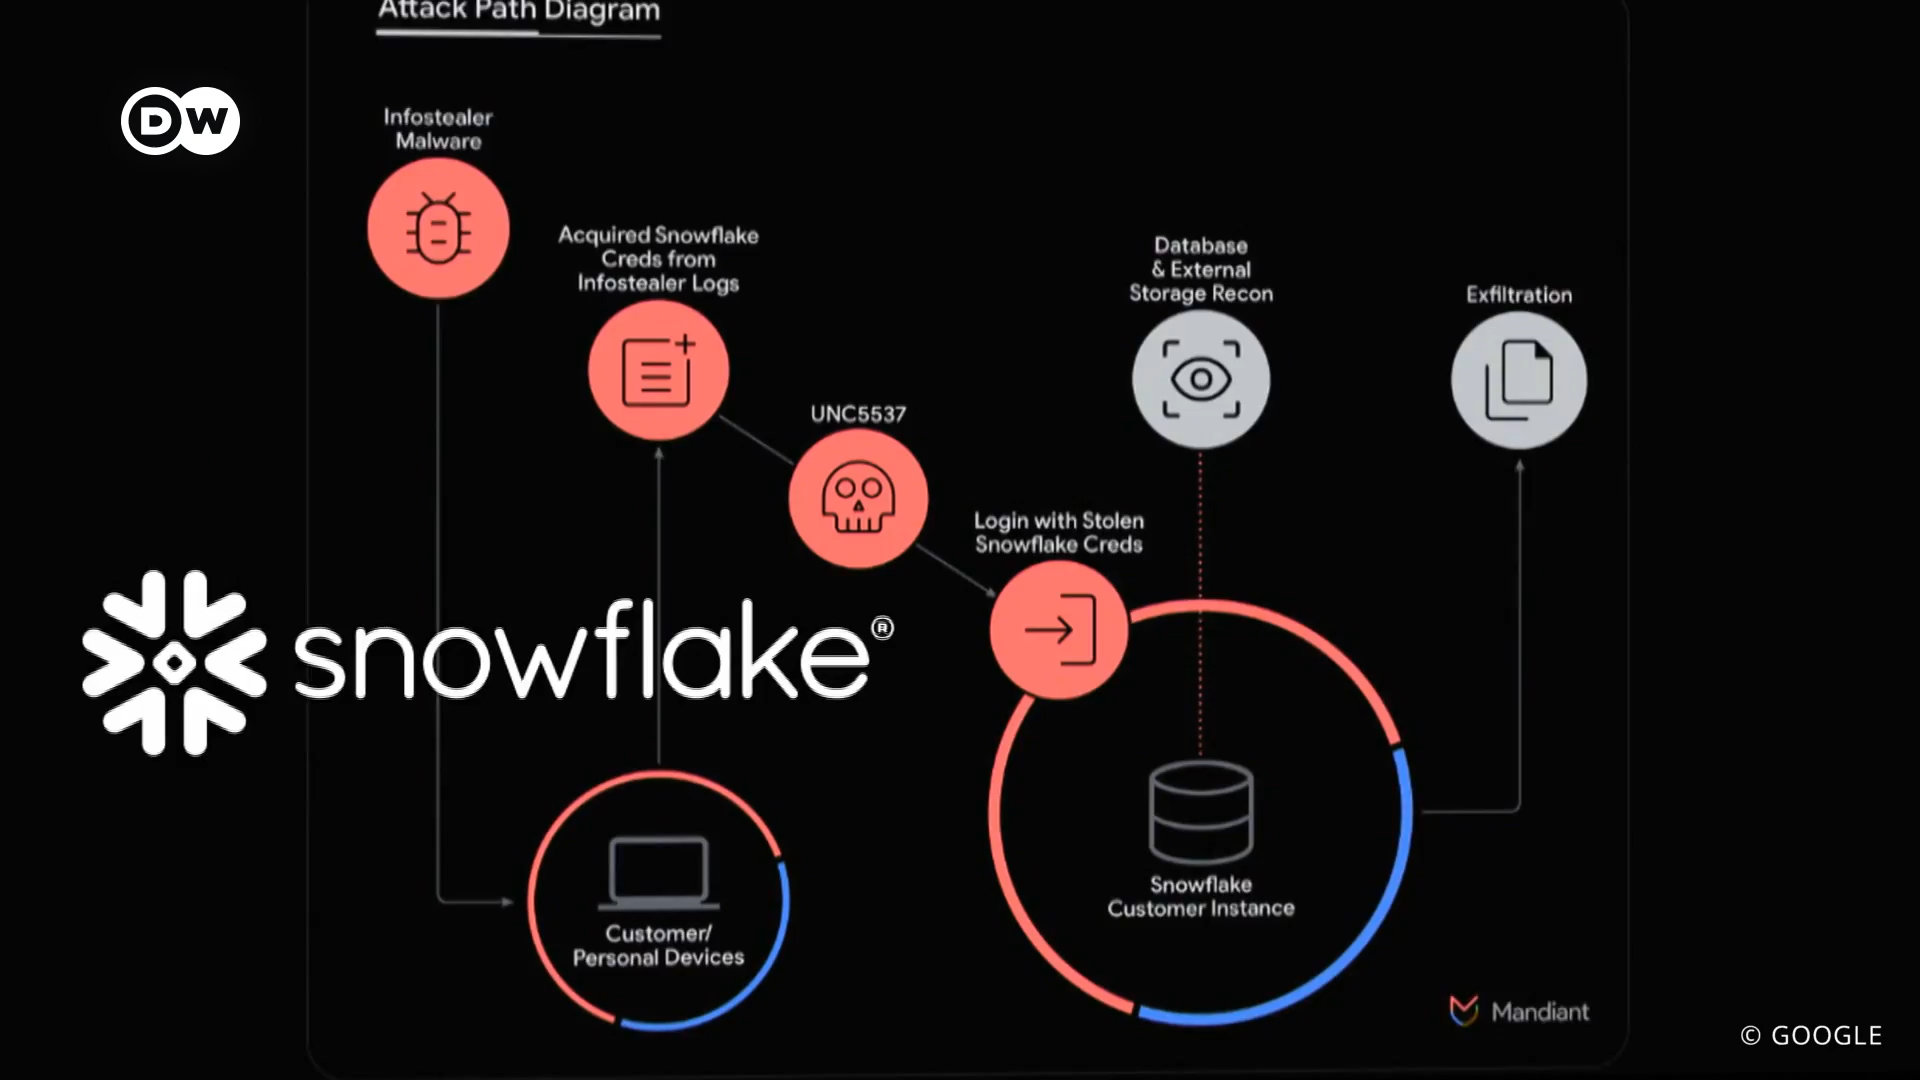 Attack Path Diagram
DW
Infostealer
Malware
Acquired Snowflake
Creds from
Infostealer Logs
UNC5537
Login with Stolen
Snowflake Creds
Database
& External
Storage Recon
Exfiltration
snowflake®
Customer/
Personal Devices
Snowflake
Customer Instance
Mandiant
© GOOGLE